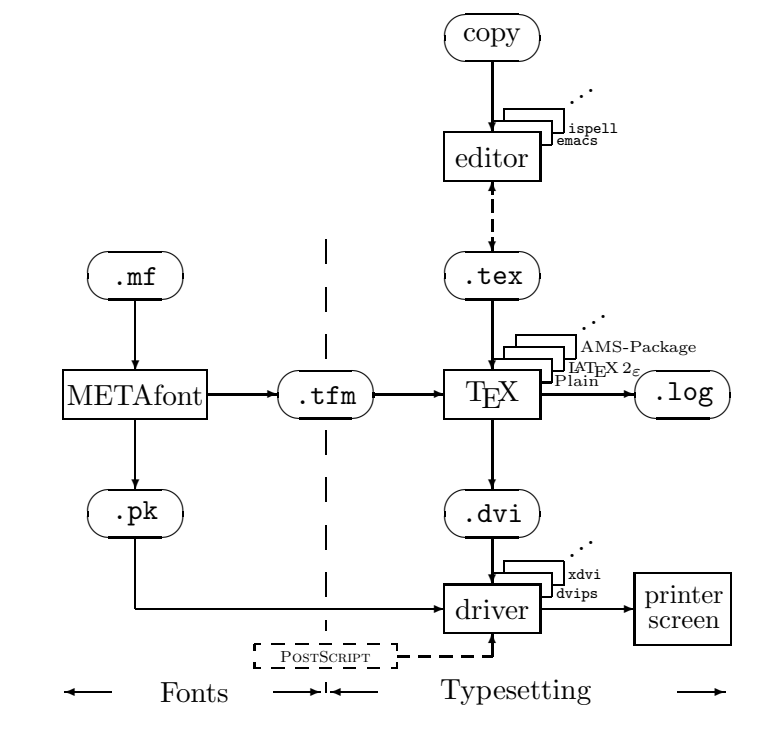 copy
⋰
ispell
emacs
editor
.mf
.tex
⋰
AMS-Package
LATEX 2ε
Plain
METAfont
.tfm
TEX
.log
.pk
.dvi
⋰
xdvi
dvips
driver
printer
screen
POSTSCRIPT
Fonts
Typesetting